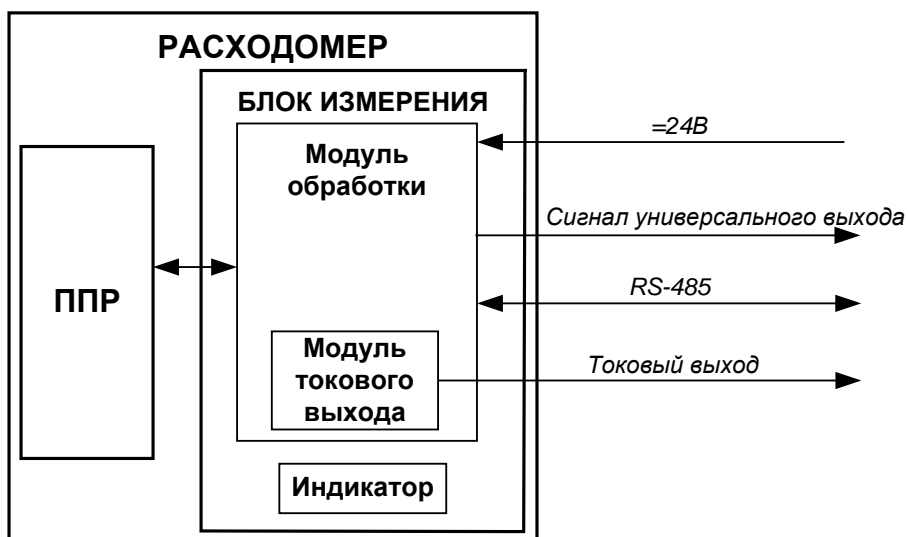 РАСХОДОМЕР
БЛОК ИЗМЕРЕНИЯ
Модуль
обработки
ППР
Модуль
токового
выхода
Индикатор
=24В
Сигнал универсального выхода
RS-485
Токовый выход